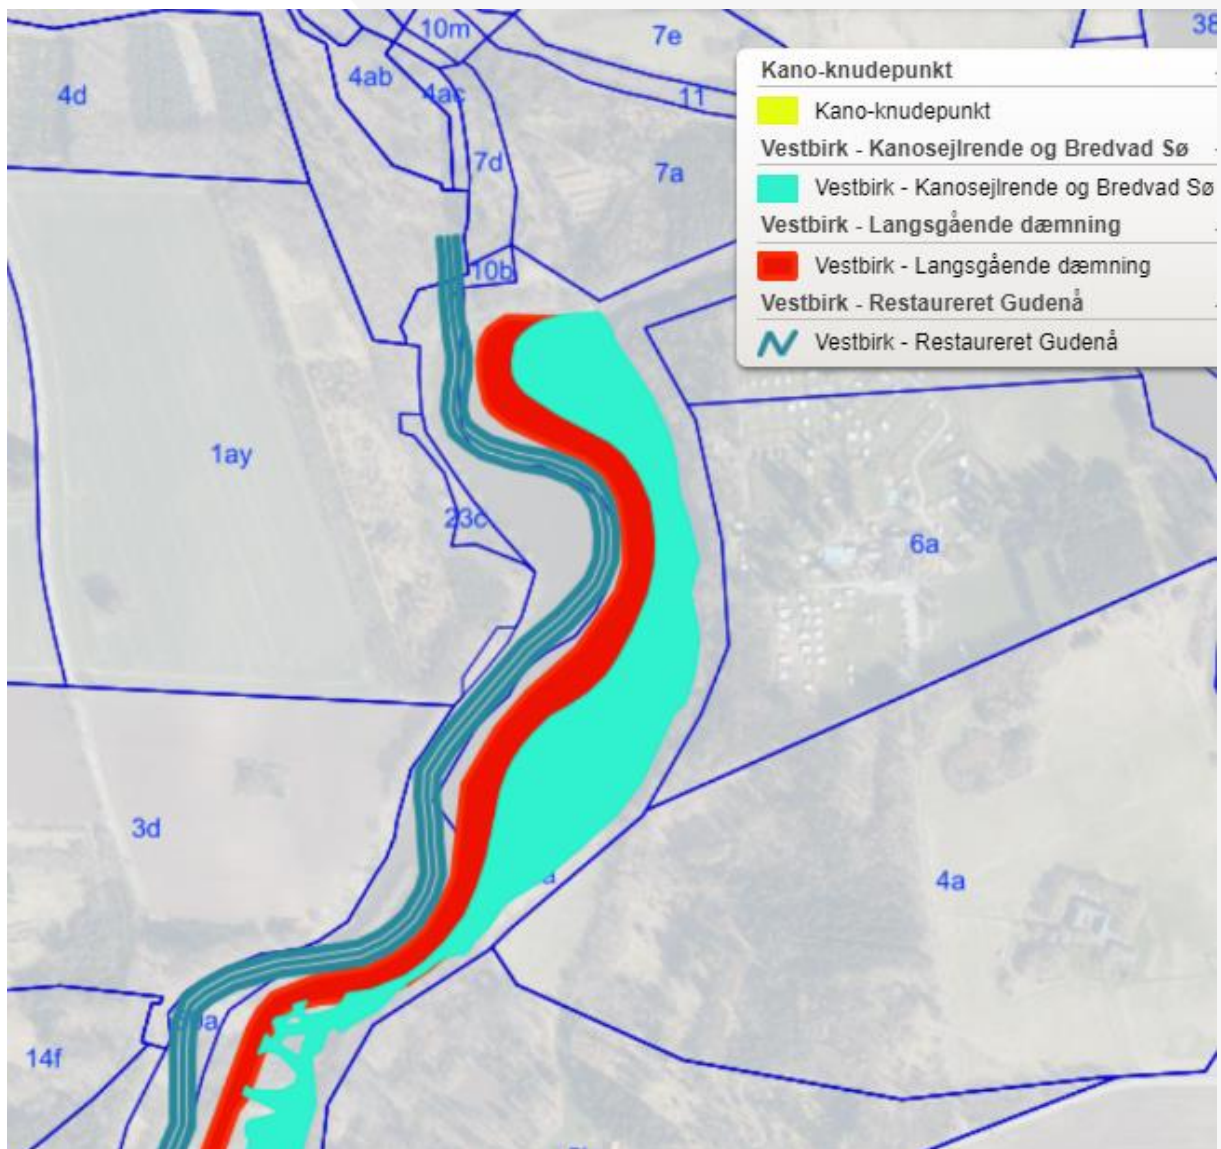 10m
7e
38
4d
4ab
4ac
11
7d
7a
10b
1ay
23c
6a
3d
4a
14f
Kano-knudepunkt
Kano-knudepunkt
Vestbirk - Kanosejlrende og Bredvad Sø
Vestbirk - Kanosejlrende og Bredvad Sø
Vestbirk - Langsgående dæmning
Vestbirk - Langsgående dæmning
Vestbirk - Restaureret Gudenå
Vestbirk - Restaureret Gudenå